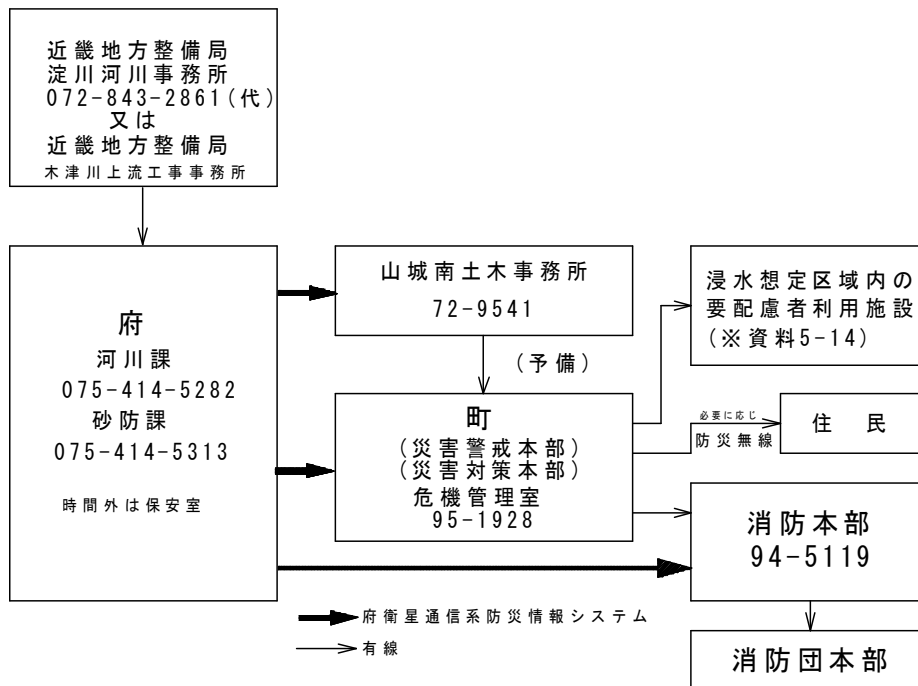 近畿地方整備局
淀川河川事務所
072-843-2861(代)
又は
近畿地方整備局
木津川上流工事事務所
府
河川課
075-414-5282
砂防課
075-414-5313
時間外は保安室
山城南土木事務所
72-9541
(予備)
町
(災害警戒本部)
(災害対策本部)
危機管理室
95-1928
浸水想定区域内の
要配慮者利用施設
(※資料5-14)
必要に応じ
防災無線
住 民
消防本部
94-5119
消防団本部
府衛星通信系防災情報システム
有線